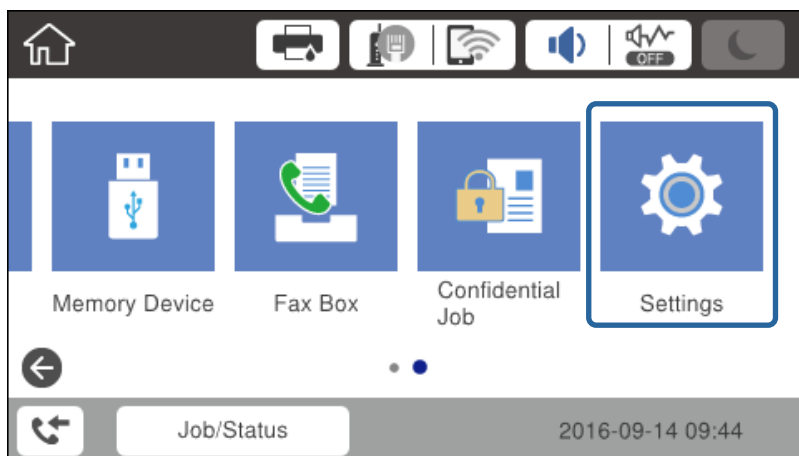 OFF
Memory Device
Fax Box
Confidential
Job
Settings
Job/Status
2016-09-14 09:44